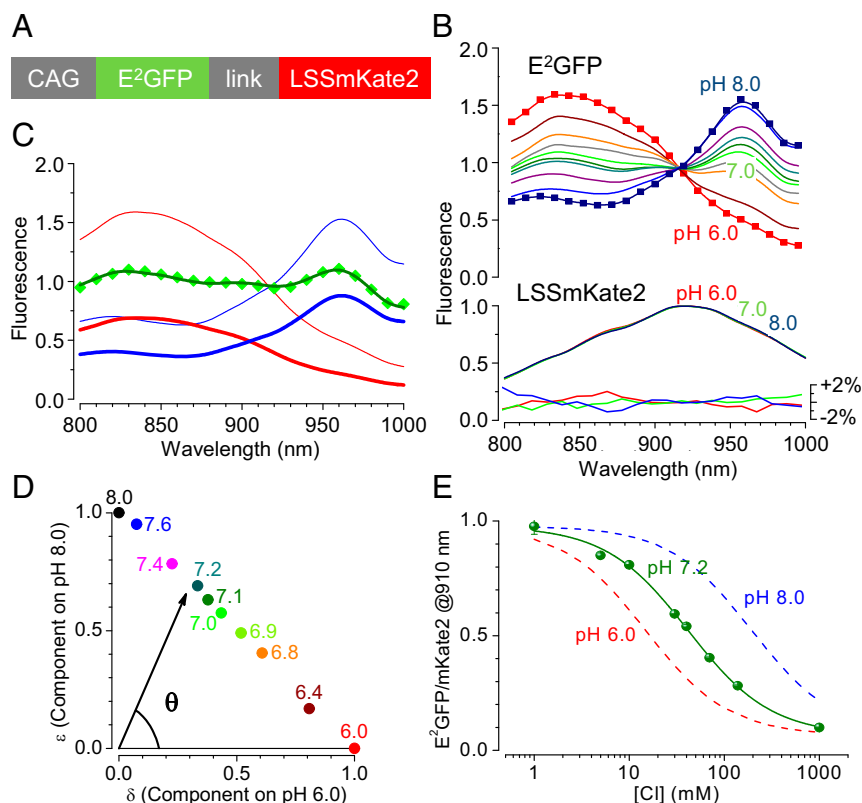 A
CAG E²GFP link LSSmKate2
B
2.0
1.5
1.0
0.5
0.0
E²GFP
pH 8.0
7.0
pH 6.0
Fluorescence
1.0
0.5
0.0
LSSmKate2
pH 6.0
7.0
8.0
+2%
-2%
800 850 900 950 1000
Wavelength (nm)
C
2.0
1.5
1.0
0.5
0.0
Fluorescence
800 850 900 950 1000
Wavelength (nm)
D
8.0
7.6
7.4
7.2
7.1
7.0
6.9
6.8
6.4
6.0
θ
1.0
0.5
0.0
ε (Component on pH 8.0)
0.0 0.5 1.0
δ (Component on pH 6.0)
E
1.0
0.5
0.0
E²GFP/mKate2 @910 nm
pH 7.2
pH 8.0
pH 6.0
1 10 100 1000
[Cl] (mM)